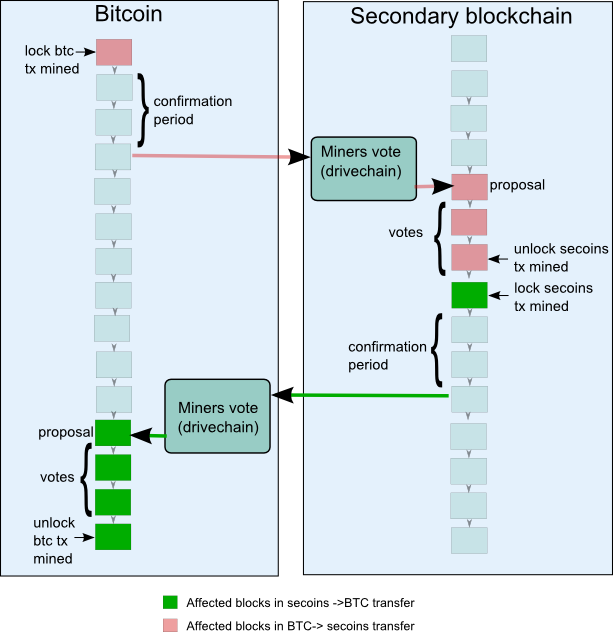 Bitcoin
Secondary blockchain
lock btc
tx mined
confirmation
period
Miners vote
(drivechain)
proposal
votes
unlock secoins
tx mined
lock secoins
tx mined
confirmation
period
Miners vote
(drivechain)
proposal
votes
unlock
btc tx
mined
Affected blocks in secoins ->BTC transfer
Affected blocks in BTC-> secoins transfer